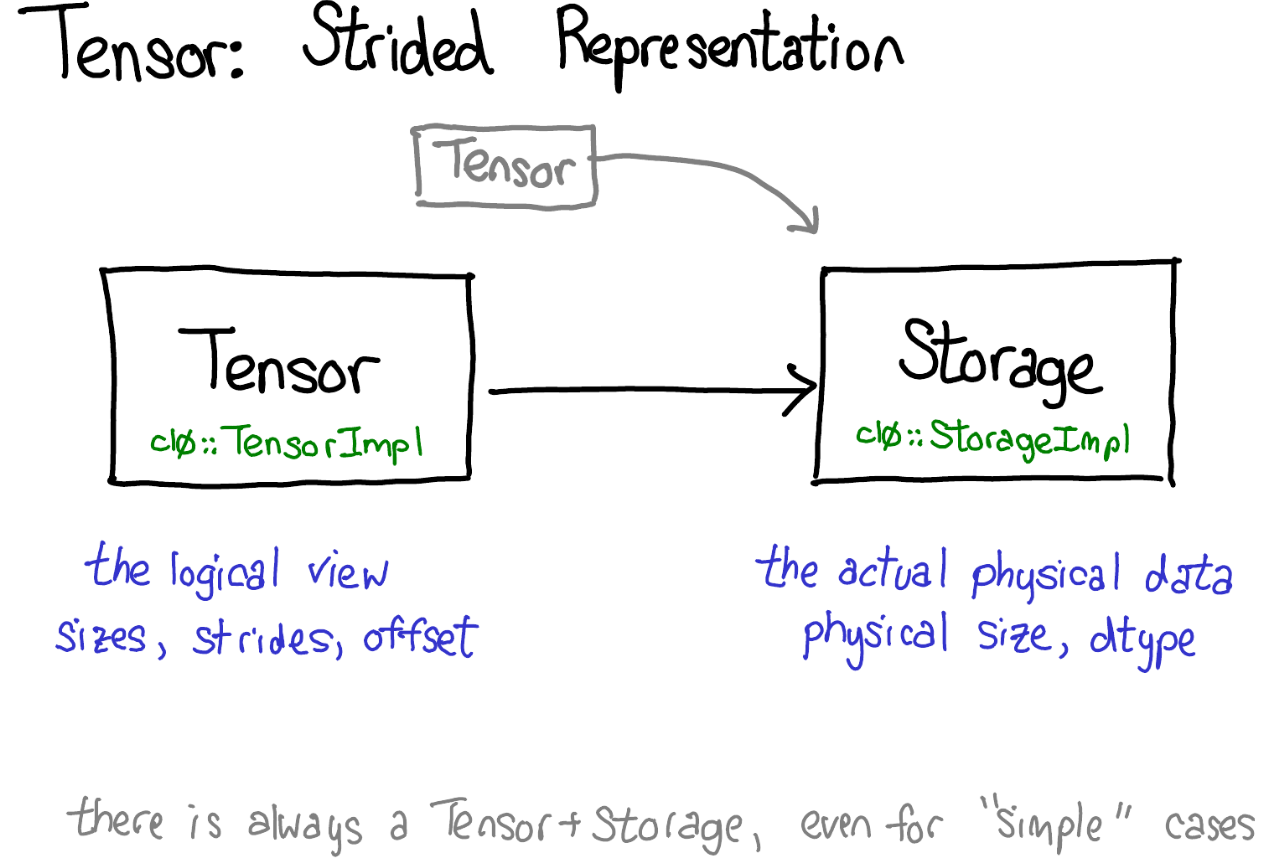 Tensor: Strided Representation
Tensor
Tensor
c10::TensorImpl
Storage
c10::StorageImpl
the logical view
sizes, strides, offset
the actual physical data
physical size, dtype
there is always a Tensor+Storage, even for "simple" cases